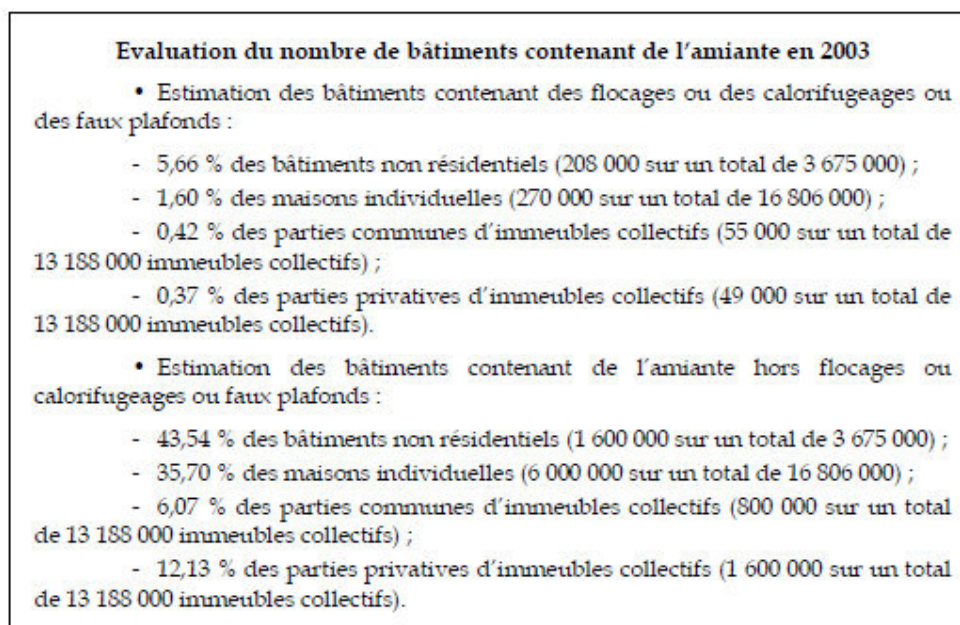 Evaluation du nombre de bâtiments contenant de l'amiante en 2003
• Estimation des bâtiments contenant des flocages ou des calorifugeages ou
des faux plafonds :
- 5,66 % des bâtiments non résidentiels (208 000 sur un total de 3 675 000) ;
- 1,60 % des maisons individuelles (270 000 sur un total de 16 806 000) ;
- 0,42 % des parties communes d'immeubles collectifs (55 000 sur un total de
13 188 000 immeubles collectifs) ;
- 0,37 % des parties privatives d'immeubles collectifs (49 000 sur un total de
13 188 000 immeubles collectifs).
• Estimation des bâtiments contenant de l'amiante hors flocages ou
calorifugeages ou faux plafonds :
- 43,54 % des bâtiments non résidentiels (1 600 000 sur un total de 3 675 000) ;
- 35,70 % des maisons individuelles (6 000 000 sur un total de 16 806 000) ;
- 6,07 % des parties communes d'immeubles collectifs (800 000 sur un total
de 13 188 000 immeubles collectifs) ;
- 12,13 % des parties privatives d'immeubles collectifs (1 600 000 sur un total
de 13 188 000 immeubles collectifs).